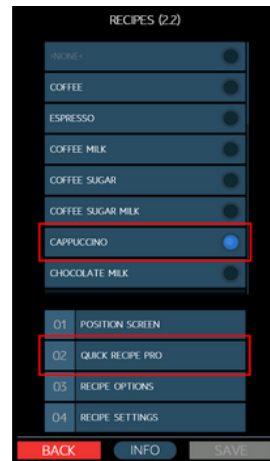 RECIPES (2.2)
<NONE>
COFFEE
ESPRESSO
COFFEE MILK
COFFEE SUGAR
COFFEE SUGAR MILK
CAPPUCCINO
CHOCOLATE MILK
01 POSITION SCREEN
02 QUICK RECIPE PRO
03 RECIPE OPTIONS
04 RECIPE SETTINGS
BACK INFO SAVE